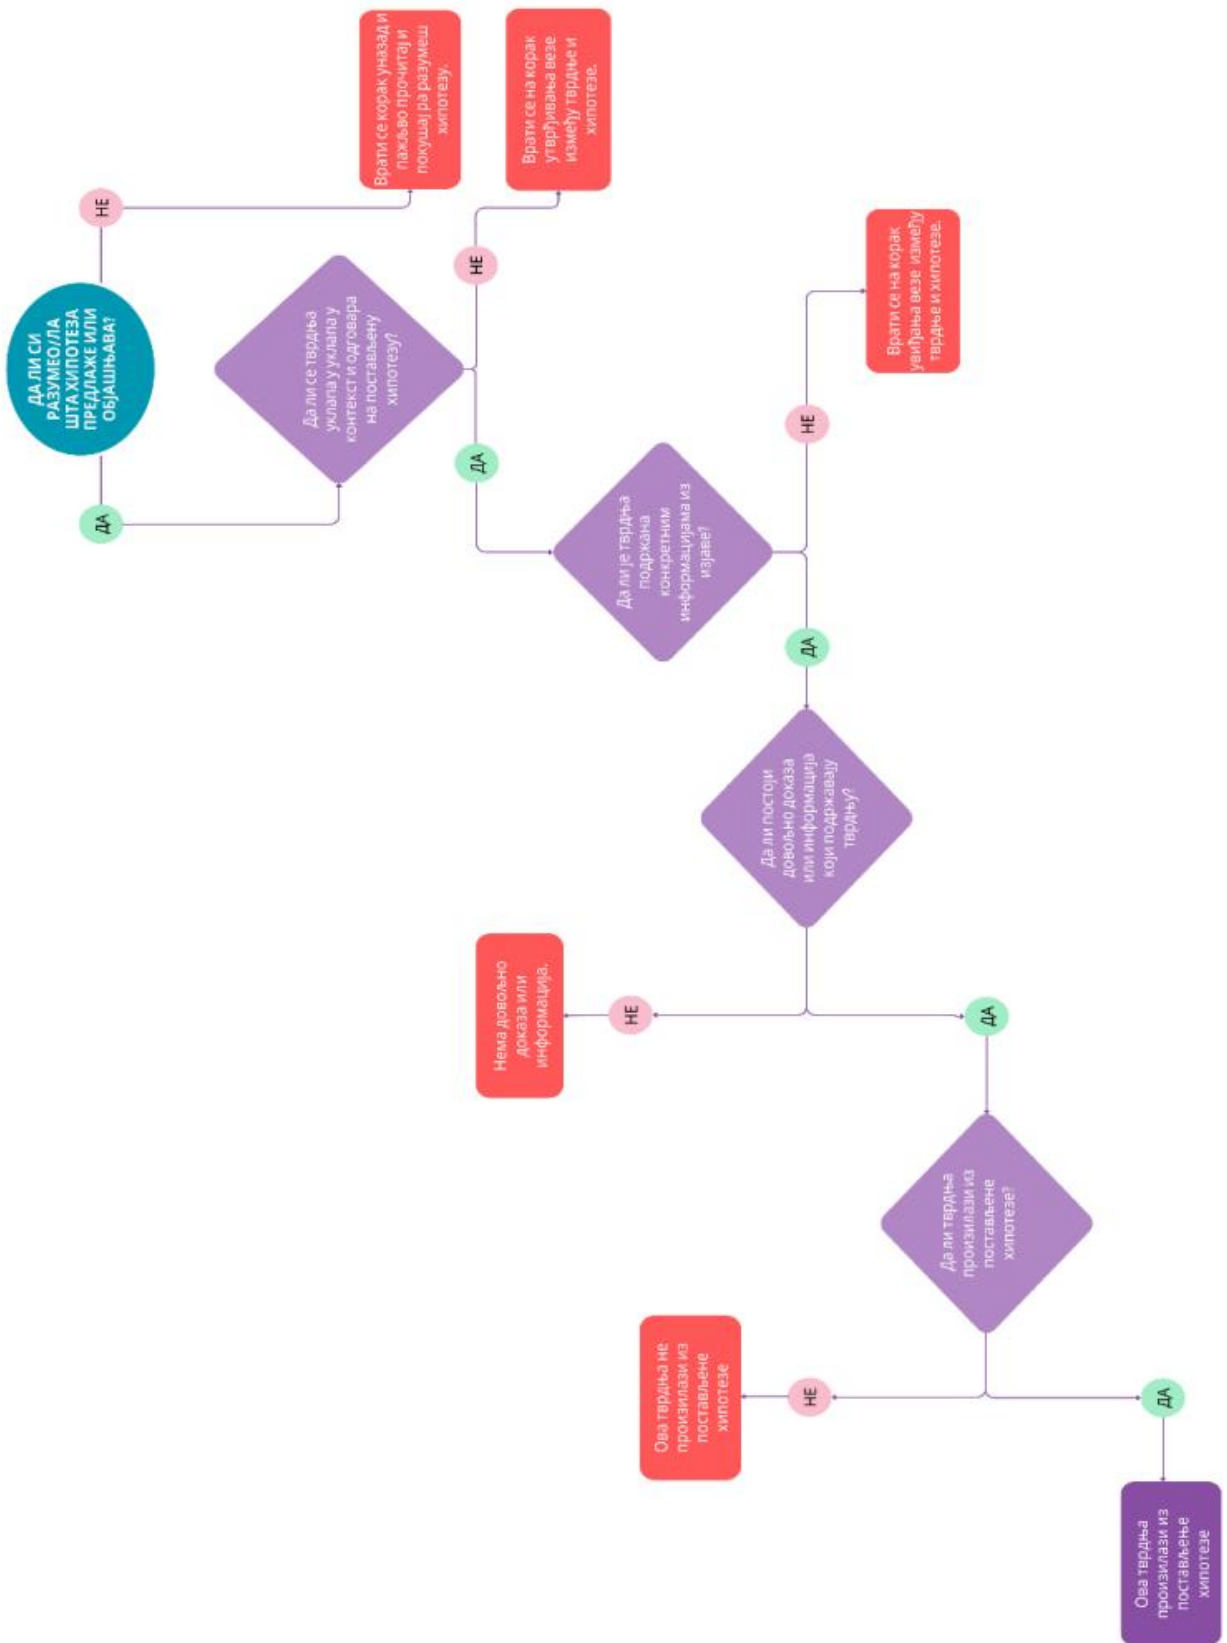 ДА ЛИ СИ
РАЗУМЕО/ЛА
ШТА ХИПОТЕЗА
ПРЕДЛАЖЕ ИЛИ
ОБЈАШЊАВА?
НЕ
Врати се корак уназад и
пажљво прочитај и
покушај ра разумеш
хипотезу.
ДА
Да ли се тврдња
уклапа у уклапа у
контекст и одговара
на постављену
хипотезу?
НЕ
Врати се на корак
утврђивања везе
између тврдње и
хипотезе.
ДА
Да ли је тврдња
подржана
конкретним
информацијама из
изјаве?
НЕ
Врати се на корак
увиђања везе између
тврдње и хипотезе.
ДА
Да ли постоји
довољно доказа
или информација
који подржавају
тврдњу?
НЕ
Нема довољно
доказа или
информација.
ДА
Да ли тврдња
произилази из
постављене
хипотезе?
НЕ
Ова тврдња не
произилази из
постављене
хипотезе
ДА
Ова тврдња
произилази из
постављење
хипотезе